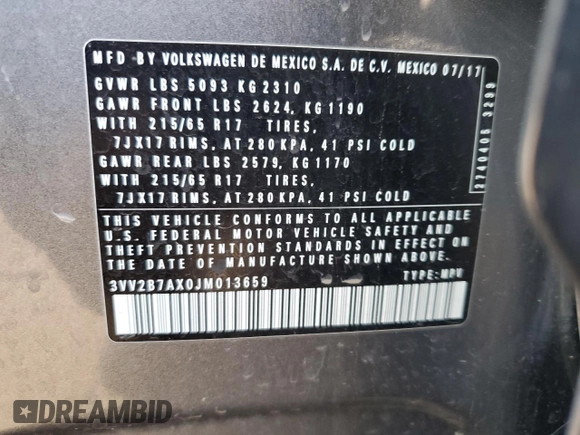 MFD BY VOLKSWAGEN DE MEXICO S.A. DE C.V. MEXICO 07/17
GVWR LBS 5093 KG 2310
GAWR FRONT LBS 2624, KG 1190
WITH 215/65 R17 TIRES,
7JX17 RIMS, AT 280 KPA, 41 PSI COLD
GAWR REAR LBS 2579, KG 1170
WITH 215/65 R17 TIRES,
7JX17 RIMS, AT 280 KPA, 41 PSI COLD
THIS VEHICLE CONFORMS TO ALL APPLICABLE
U.S. FEDERAL MOTOR VEHICLE SAFETY AND
THEFT PREVENTION STANDARDS IN EFFECT ON
THE DATE OF MANUFACTURE SHOWN ABOVE.
3VV2B7AX0JM013659 TYPE: MPV
2740406 3299
DREAMBID